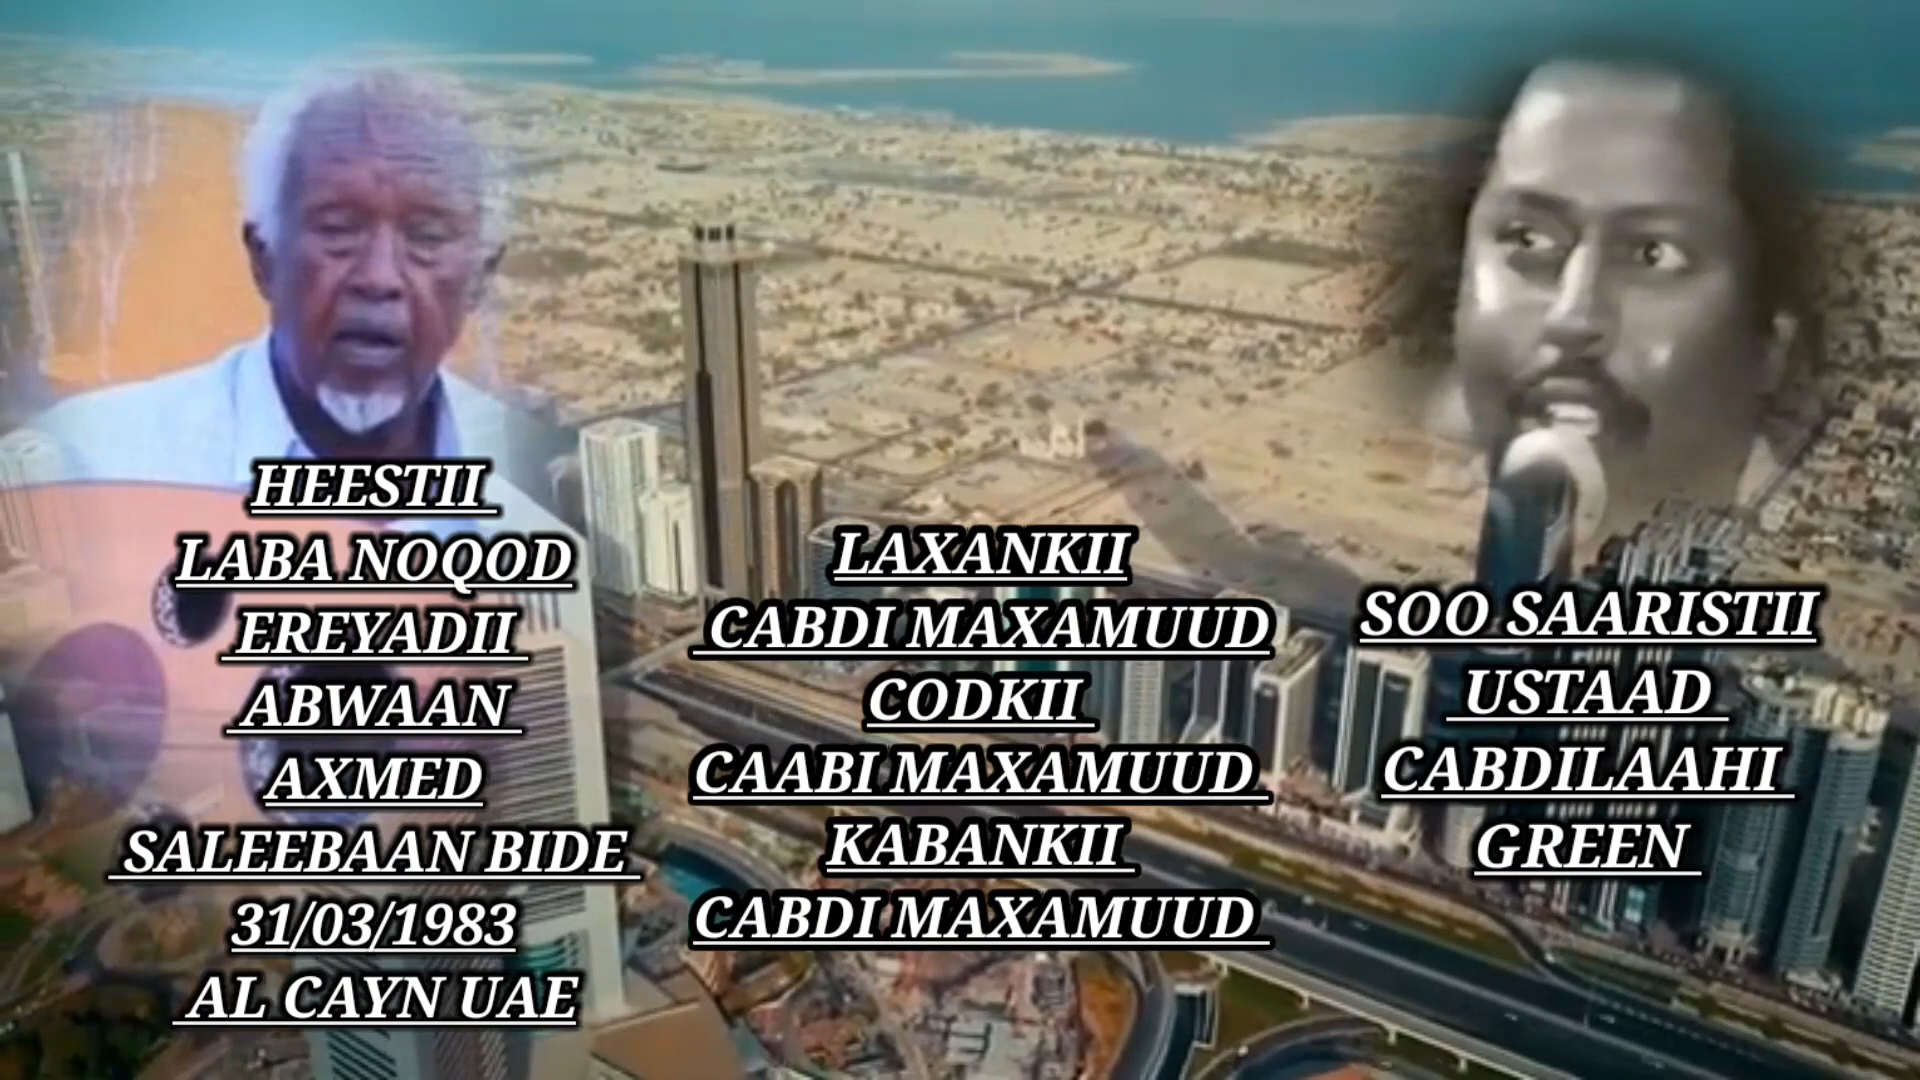 HEESTII
LABA NOQOD
EREYADII
ABWAAN
AXMED
SALEEBAAN BIDE
31/03/1983
AL CAYN UAE
LAXANKII
CABDI MAXAMUUD
CODKII
CAABI MAXAMUUD
KABANKII
CABDI MAXAMUUD
SOO SAARISTII
USTAAD
CABDILAAHI
GREEN